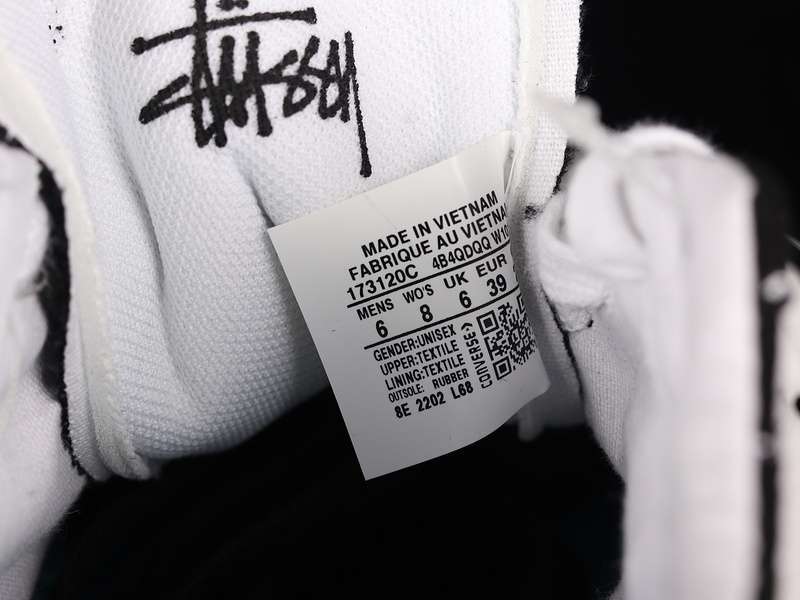 STUSSY
MADE IN VIETNAM
FABRIQUE AU VIETNAM
173120C 4B4QDQQ
MENS WO'S UK EUR
6 8 6 39
GENDER:UNISEX
UPPER:TEXTILE
LINING:TEXTILE
OUTSOLE: RUBBER
8E 2202 L68
CONVERSE